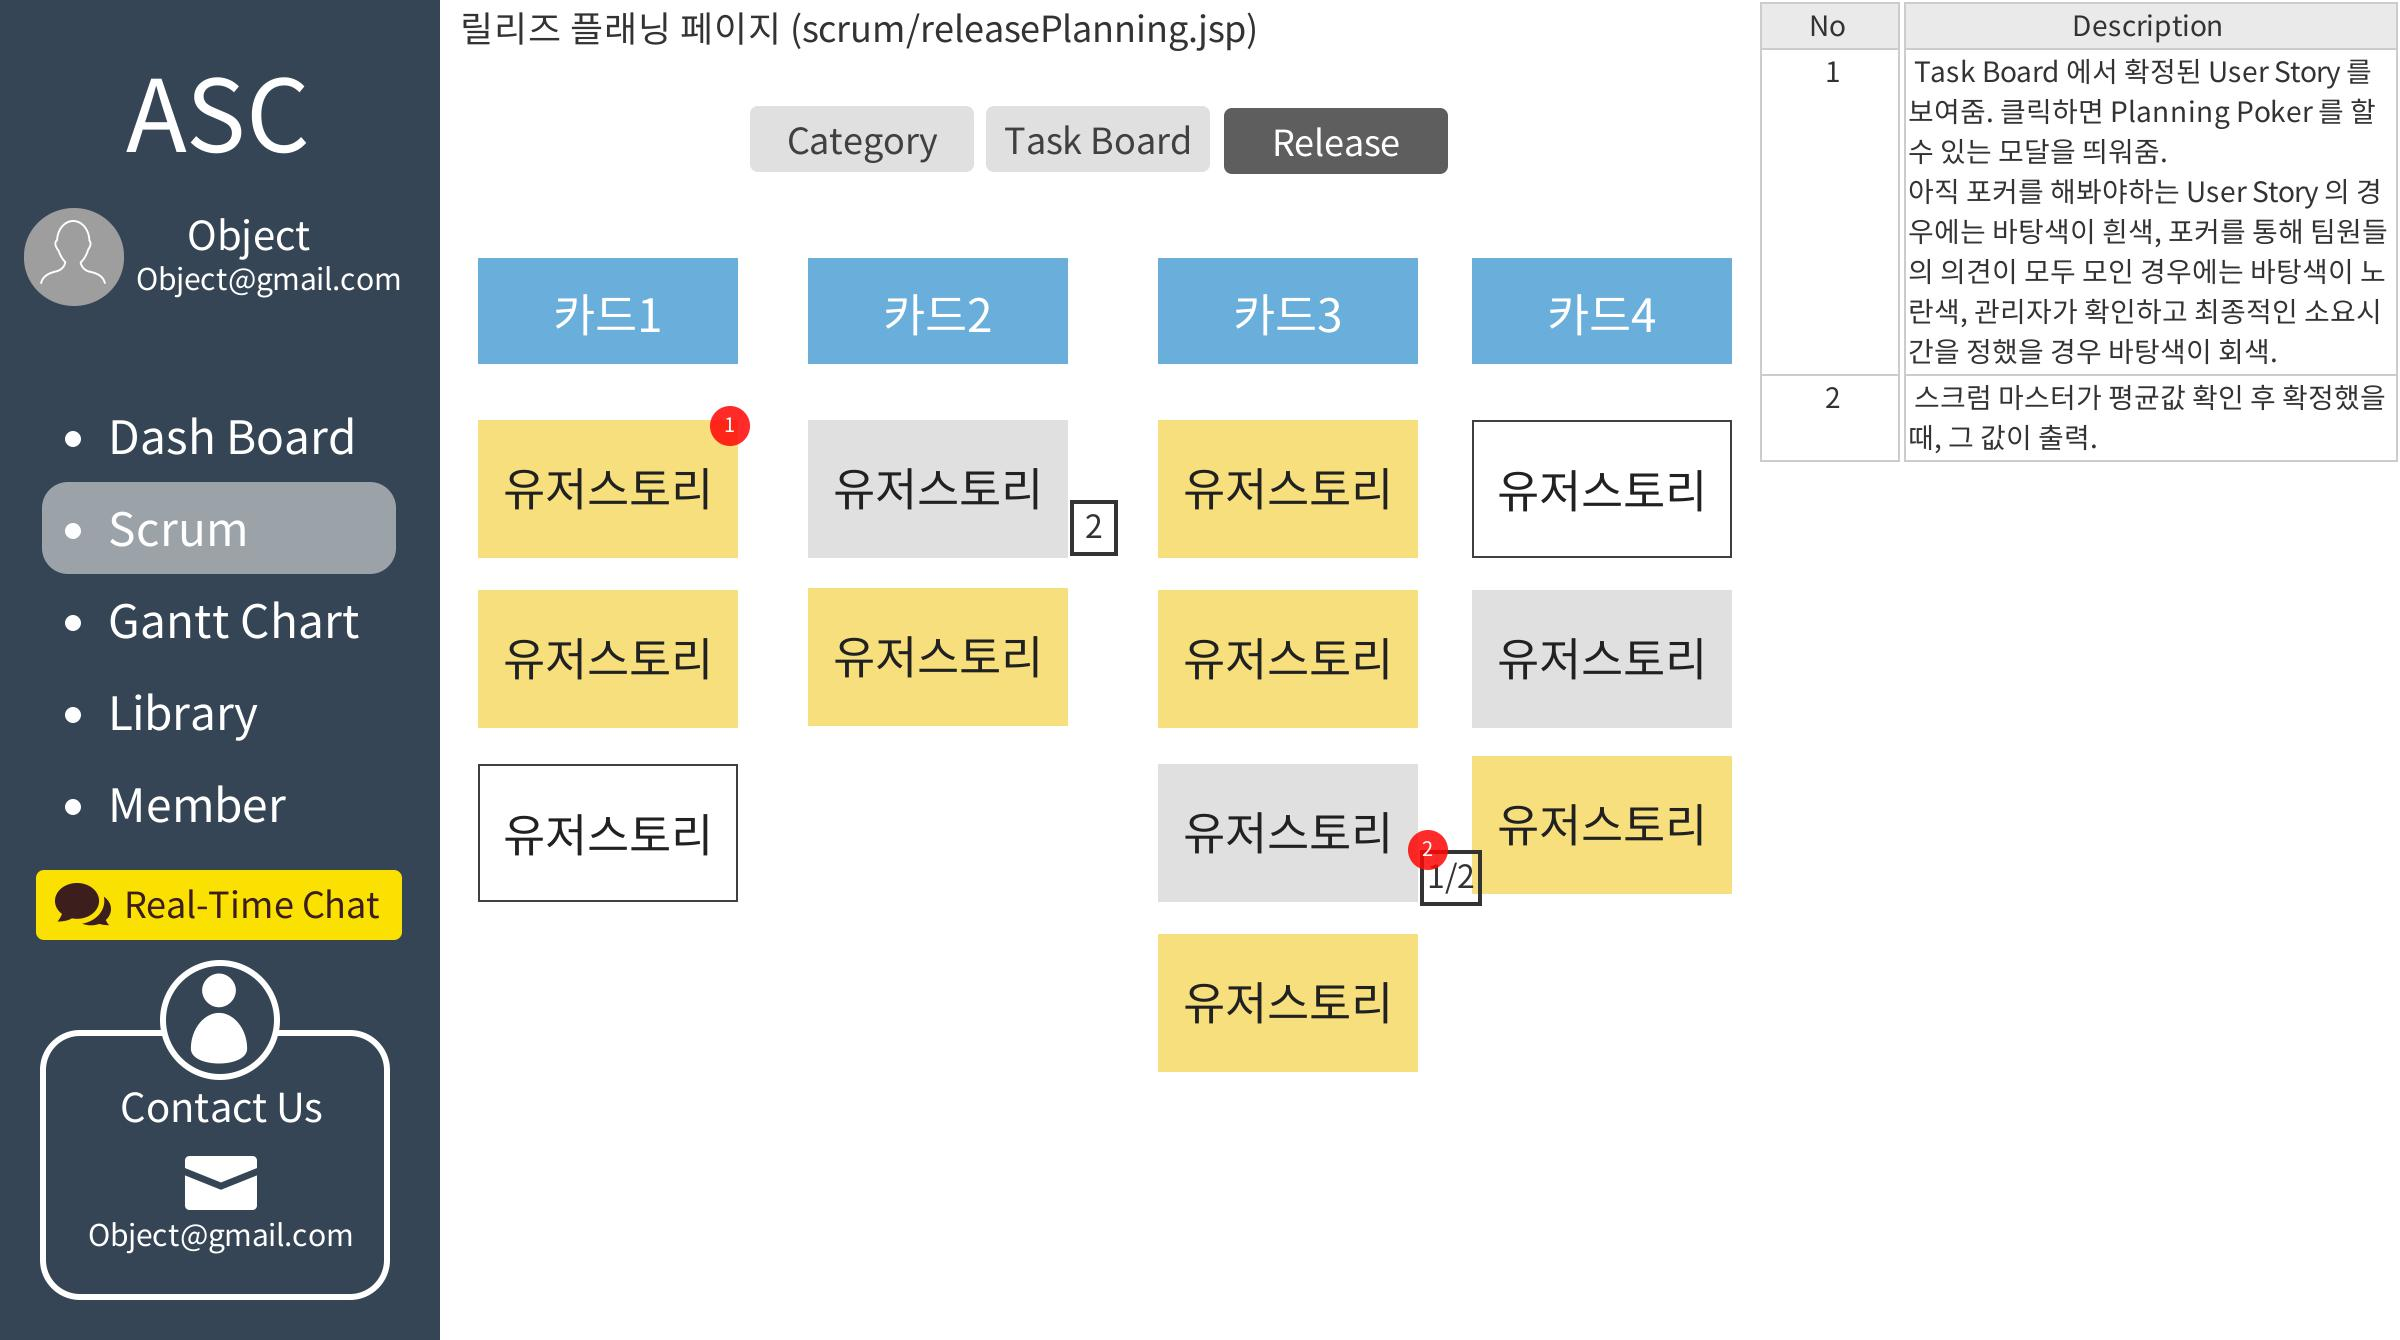 ASC
Object
Object@gmail.com
Dash Board
Scrum
Gantt Chart
Library
Member
Real-Time Chat
Contact Us
Object@gmail.com
릴리즈 플래닝 페이지 (scrum/releasePlanning.jsp)
Category Task Board Release
카드1 카드2 카드3 카드4
1
유저스토리 유저스토리 유저스토리 유저스토리
2
유저스토리 유저스토리 유저스토리 유저스토리
유저스토리 유저스토리 유저스토리
2
1/2
유저스토리
No Description
1 Task Board 에서 확정된 User Story 를
보여줌. 클릭하면 Planning Poker 를 할
수 있는 모달을 띄워줌.
아직 포커를 해봐야하는 User Story 의 경
우에는 바탕색이 흰색, 포커를 통해 팀원들
의 의견이 모두 모인 경우에는 바탕색이 노
란색, 관리자가 확인하고 최종적인 소요시
간을 정했을 경우 바탕색이 회색.
2 스크럼 마스터가 평균값 확인 후 확정했을
때, 그 값이 출력.